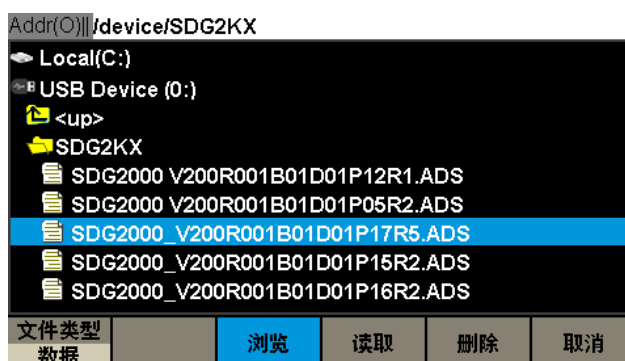 Addr(O)|| /device/SDG2KX
Local(C:)
USB Device (0:)
<up>
SDG2KX
SDG2000 V200R001B01D01P12R1.ADS
SDG2000 V200R001B01D01P05R2.ADS
SDG2000_V200R001B01D01P17R5.ADS
SDG2000_V200R001B01D01P15R2.ADS
SDG2000_V200R001B01D01P16R2.ADS
文件类型 浏览 读取 删除 取消
数据